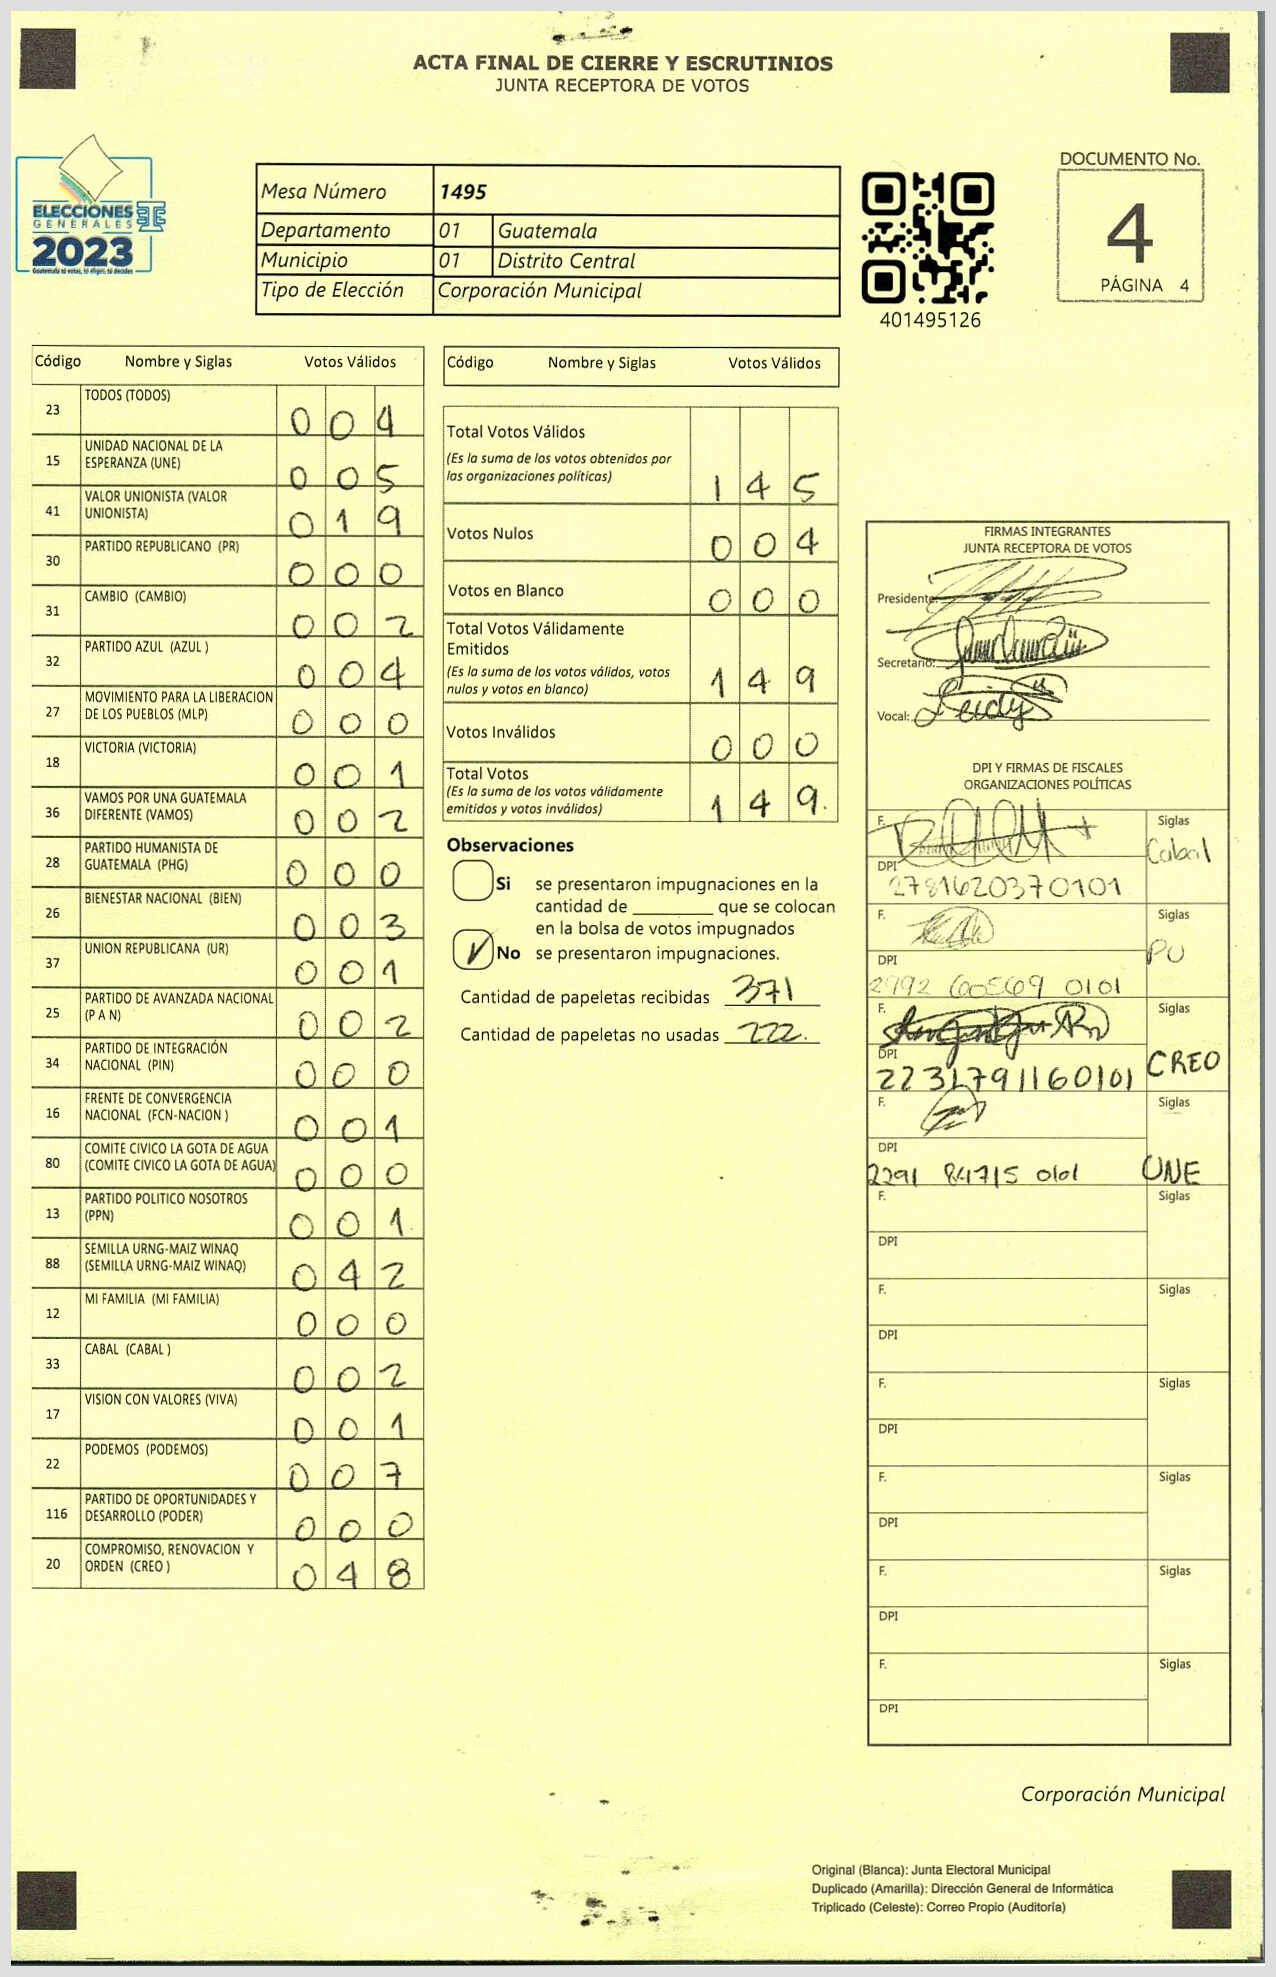 ACTA FINAL DE CIERRE Y ESCRUTINIOS
JUNTA RECEPTORA DE VOTOS
ELECCIONES
GENERALES
2023
Guatemala tú votas, tú eliges, tú decides
Mesa Número 1495
Departamento 01 Guatemala
Municipio 01 Distrito Central
Tipo de Elección Corporación Municipal
401495126
DOCUMENTO No.
4
PÁGINA 4
Código Nombre y Siglas Votos Válidos
23 TODOS (TODOS) 0 0 4
15 UNIDAD NACIONAL DE LA
ESPERANZA (UNE) 0 0 5
41 VALOR UNIONISTA (VALOR
UNIONISTA) 0 1 9
30 PARTIDO REPUBLICANO (PR) 0 0 0
31 CAMBIO (CAMBIO) 0 0 2
32 PARTIDO AZUL (AZUL ) 0 0 4
27 MOVIMIENTO PARA LA LIBERACION
DE LOS PUEBLOS (MLP) 0 0 0
18 VICTORIA (VICTORIA) 0 0 1
36 VAMOS POR UNA GUATEMALA
DIFERENTE (VAMOS) 0 0 2
28 PARTIDO HUMANISTA DE
GUATEMALA (PHG) 0 0 0
26 BIENESTAR NACIONAL (BIEN) 0 0 3
37 UNION REPUBLICANA (UR) 0 0 1
25 PARTIDO DE AVANZADA NACIONAL
(P A N) 0 0 2
34 PARTIDO DE INTEGRACIÓN
NACIONAL (PIN) 0 0 0
16 FRENTE DE CONVERGENCIA
NACIONAL (FCN-NACION ) 0 0 1
80 COMITE CIVICO LA GOTA DE AGUA
(COMITE CIVICO LA GOTA DE AGUA) 0 0 0
13 PARTIDO POLITICO NOSOTROS
(PPN) 0 0 1
88 SEMILLA URNG-MAIZ WINAQ
(SEMILLA URNG-MAIZ WINAQ) 0 4 2
12 MI FAMILIA (MI FAMILIA) 0 0 0
33 CABAL (CABAL ) 0 0 2
17 VISION CON VALORES (VIVA) 0 0 1
22 PODEMOS (PODEMOS) 0 0 7
116 PARTIDO DE OPORTUNIDADES Y
DESARROLLO (PODER) 0 0 0
20 COMPROMISO, RENOVACION Y
ORDEN (CREO ) 0 4 8
Código Nombre y Siglas Votos Válidos
Total Votos Válidos
(Es la suma de los votos obtenidos por
las organizaciones políticas) 1 4 5
Votos Nulos 0 0 4
Votos en Blanco 0 0 0
Total Votos Válidamente
Emitidos
(Es la suma de los votos válidos, votos
nulos y votos en blanco) 1 4 9
Votos Inválidos 0 0 0
Total Votos
(Es la suma de los votos válidamente
emitidos y votos inválidos) 1 4 9.
Observaciones
Si se presentaron impugnaciones en la
cantidad de ________ que se colocan
en la bolsa de votos impugnados
No se presentaron impugnaciones.
Cantidad de papeletas recibidas 371
Cantidad de papeletas no usadas 222.
FIRMAS INTEGRANTES
JUNTA RECEPTORA DE VOTOS
Presidente:
Secretario:
Vocal: Leidy
DPI Y FIRMAS DE FISCALES
ORGANIZACIONES POLÍTICAS
F. Siglas
Cabal
DPI
2781620370101
F. Siglas
PU
DPI
2992 60569 0101
F. Siglas
CREO
DPI
2231791160101
F. Siglas
DPI
2291 84715 0101 UNE
F. Siglas
DPI
F. Siglas
DPI
F. Siglas
DPI
F. Siglas
DPI
F. Siglas
DPI
F. Siglas
DPI
Corporación Municipal
Original (Blanca): Junta Electoral Municipal
Duplicado (Amarilla): Dirección General de Informática
Triplicado (Celeste): Correo Propio (Auditoría)